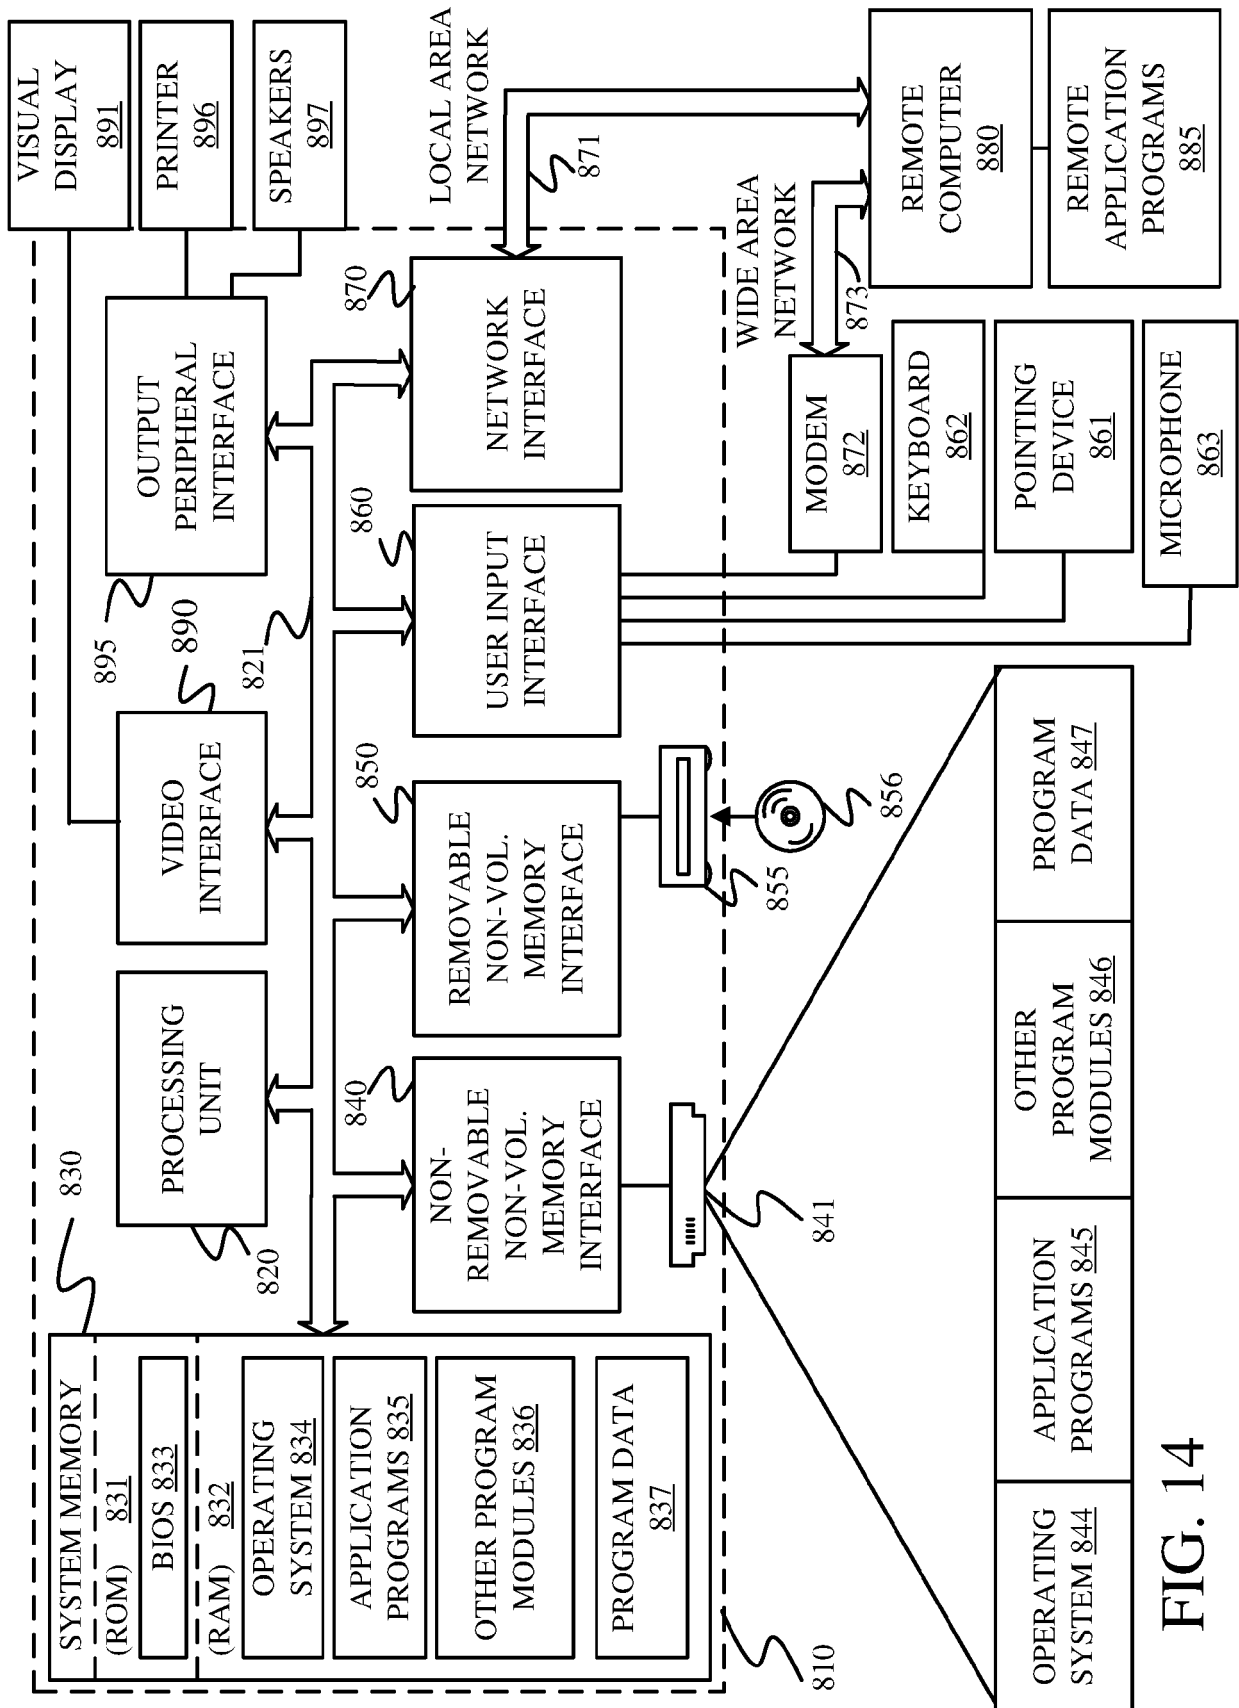 SYSTEM MEMORY
(ROM) 831
BIOS 833
(RAM) 832
OPERATING
SYSTEM 834
APPLICATION
PROGRAMS 835
OTHER PROGRAM
MODULES 836
PROGRAM DATA
837
830
820
PROCESSING
UNIT
VIDEO
INTERFACE
890
821
895
OUTPUT
PERIPHERAL
INTERFACE
VISUAL
DISPLAY
891
PRINTER
896
SPEAKERS
897
840
NON-
REMOVABLE
NON-VOL.
MEMORY
INTERFACE
850
REMOVABLE
NON-VOL.
MEMORY
INTERFACE
860
USER INPUT
INTERFACE
870
NETWORK
INTERFACE
LOCAL AREA
NETWORK
871
810
841
855
856
WIDE AREA
NETWORK
873
MODEM
872
KEYBOARD
862
POINTING
DEVICE
861
MICROPHONE
863
REMOTE
COMPUTER
880
REMOTE
APPLICATION
PROGRAMS
885
OPERATING
SYSTEM 844
APPLICATION
PROGRAMS 845
OTHER
PROGRAM
MODULES 846
PROGRAM
DATA 847
FIG. 14